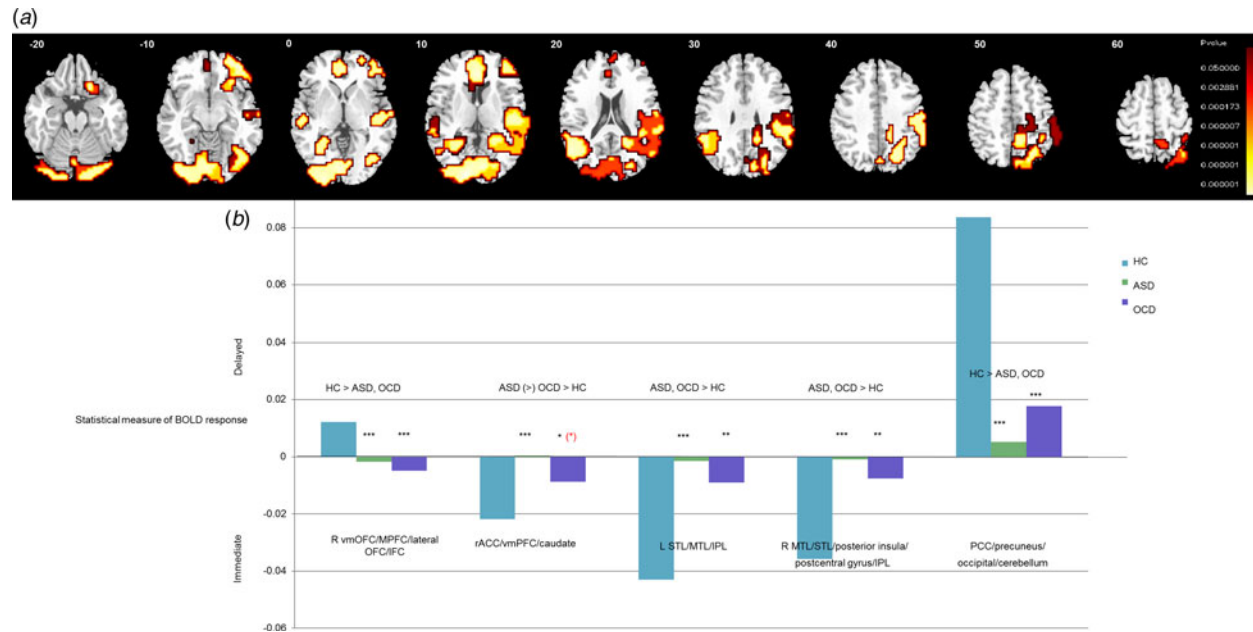 (a)
-20 -10 0 10 20 30 40 50 60
Pvalue
0.050000
0.002881
0.000173
0.000007
0.000001
0.000001
0.000001
(b)
0.08
0.06
0.04
0.02
0
-0.02
-0.04
-0.06
Delayed
Immediate
Statistical measure of BOLD response
HC
ASD
OCD
HC > ASD, OCD
*** ***
R vmOFC/MPFC/lateral
OFC/IFC
ASD (>) OCD > HC
*** * (*)
rACC/vmPFC/caudate
ASD, OCD > HC
*** **
L STL/MTL/IPL
ASD, OCD > HC
*** **
R MTL/STL/posterior insula/
postcentral gyrus/IPL
HC > ASD, OCD
*** ***
PCC/precuneus/
occipital/cerebellum